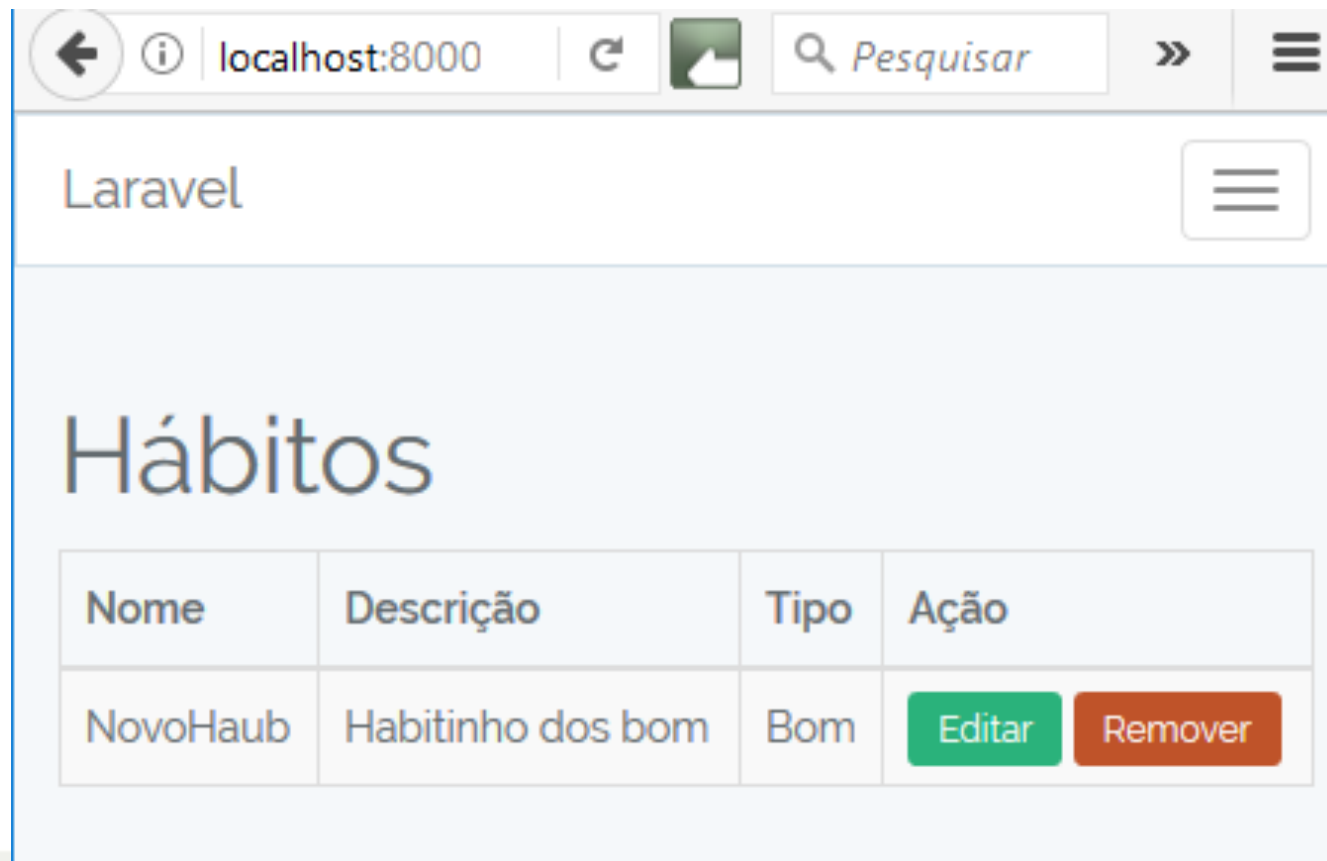 localhost:8000 Pesquisar »
Laravel
Hábitos
Nome Descrição Tipo Ação
NovoHaub Habitinho dos bom Bom Editar Remover